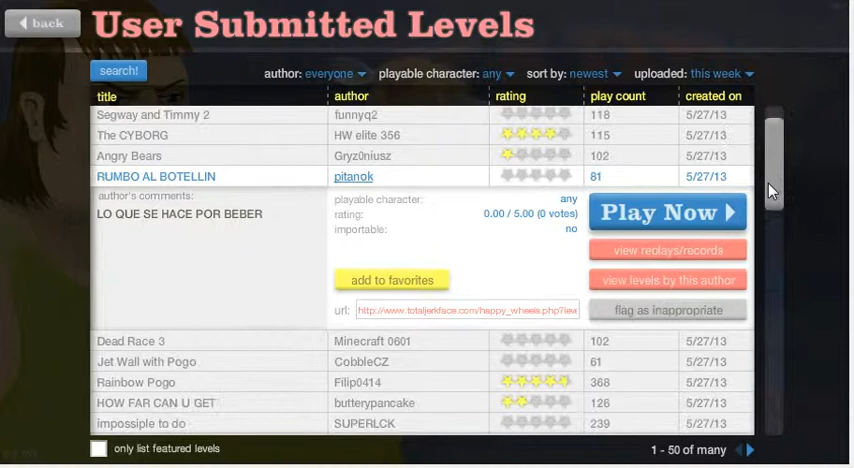 back
User Submitted Levels
search!
author: everyone playable character: any sort by: newest uploaded: this week
title author rating play count created on
Segway and Timmy 2 funnyq2 118 5/27/13
The CYBORG HW elite 356 115 5/27/13
Angry Bears Gryz0niusz 102 5/27/13
RUMBO AL BOTELLIN pitanok 81 5/27/13
author's comments:
LO QUE SE HACE POR BEBER
playable character: any
rating: 0.00 / 5.00 (0 votes)
importable: no
Play Now
view replays/records
add to favorites
view levels by this author
url: http://www.totaljerkface.com/happy_wheels.php?leve
flag as inappropriate
Dead Race 3 Minecraft 0601 102 5/27/13
Jet Wall with Pogo CobbleCZ 61 5/27/13
Rainbow Pogo Filip0414 368 5/27/13
HOW FAR CAN U GET butterypancake 126 5/27/13
impossiple to do SUPERLCK 239 5/27/13
only list featured levels
1 - 50 of many